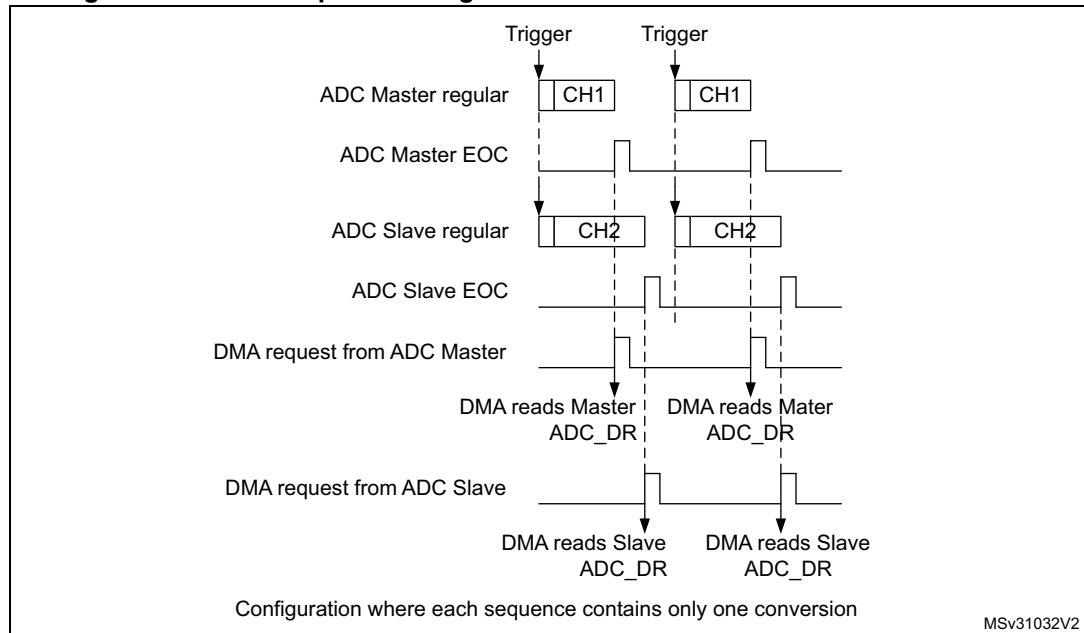 Trigger Trigger
ADC Master regular CH1 CH1
ADC Master EOC
ADC Slave regular CH2 CH2
ADC Slave EOC
DMA request from ADC Master
DMA reads Master DMA reads Mater
ADC_DR ADC_DR
DMA request from ADC Slave
DMA reads Slave DMA reads Slave
ADC_DR ADC_DR
Configuration where each sequence contains only one conversion
MSv31032V2